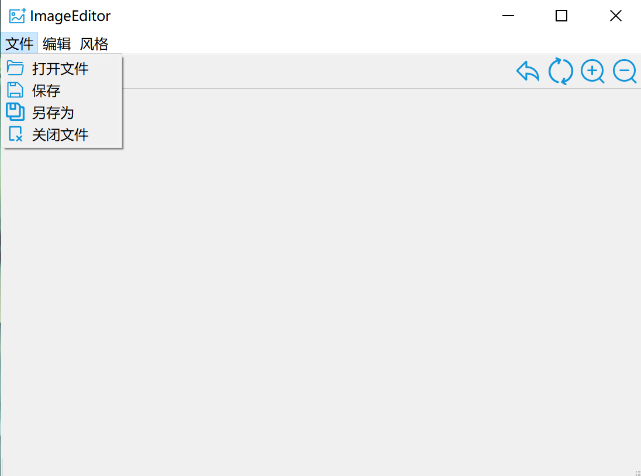 ImageEditor
文件 编辑 风格
打开文件
保存
另存为
关闭文件